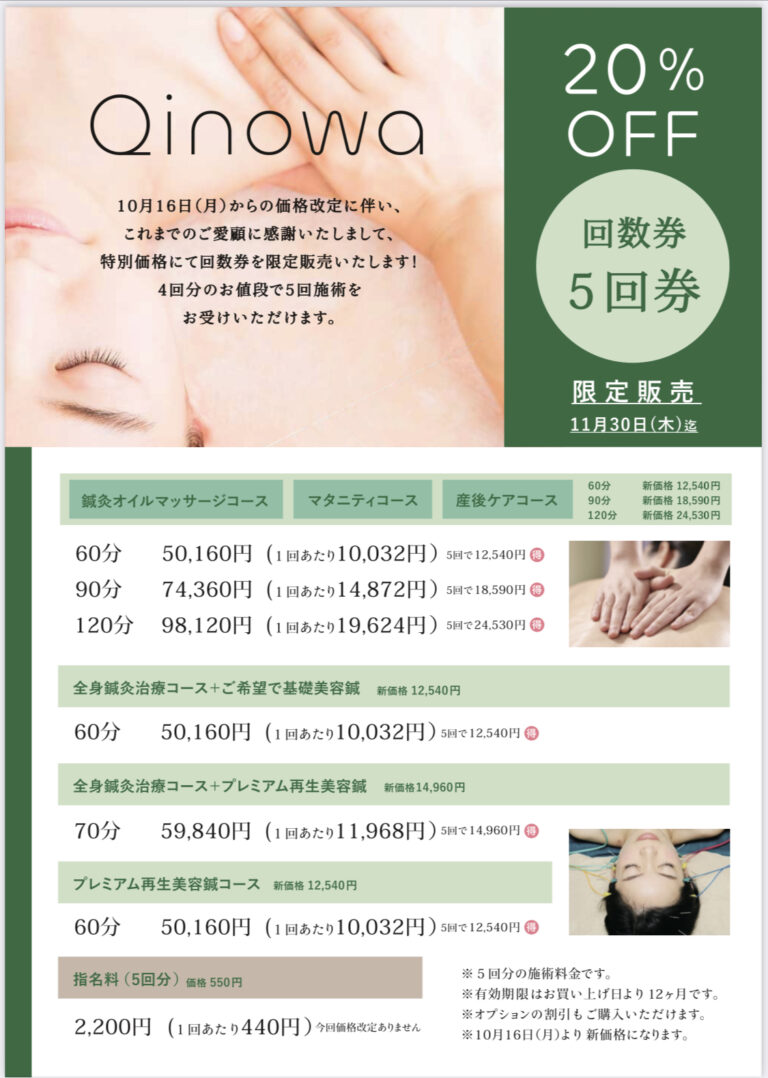 Qinowa
10月16日(月)からの価格改定に伴い、
これまでのご愛顧に感謝いたしまして、
特別価格にて回数券を限定販売いたします!
4回分のお値段で5回施術を
お受けいただけます。
20%
OFF
回数券
5回券
限定販売
11月30日(木)迄
鍼灸オイルマッサージコース マタニティコース 産後ケアコース
60分 新価格 12,540円
90分 新価格 18,590円
120分 新価格 24,530円
60分 50,160円 (1回あたり10,032円) 5回で12,540円 得
90分 74,360円 (1回あたり14,872円) 5回で18,590円 得
120分 98,120円 (1回あたり19,624円) 5回で24,530円 得
全身鍼灸治療コース+ご希望で基礎美容鍼 新価格 12,540円
60分 50,160円 (1回あたり10,032円) 5回で12,540円 得
全身鍼灸治療コース+プレミアム再生美容鍼 新価格14,960円
70分 59,840円 (1回あたり11,968円) 5回で14,960円 得
プレミアム再生美容鍼コース 新価格 12,540円
60分 50,160円 (1回あたり10,032円) 5回で12,540円 得
指名料(5回分) 価格 550円
2,200円 (1回あたり440円) 今回価格改定ありません
※5回分の施術料金です。
※有効期限はお買い上げ日より12ヶ月です。
※オプションの割引もご購入いただけます。
※10月16日(月)より新価格になります。